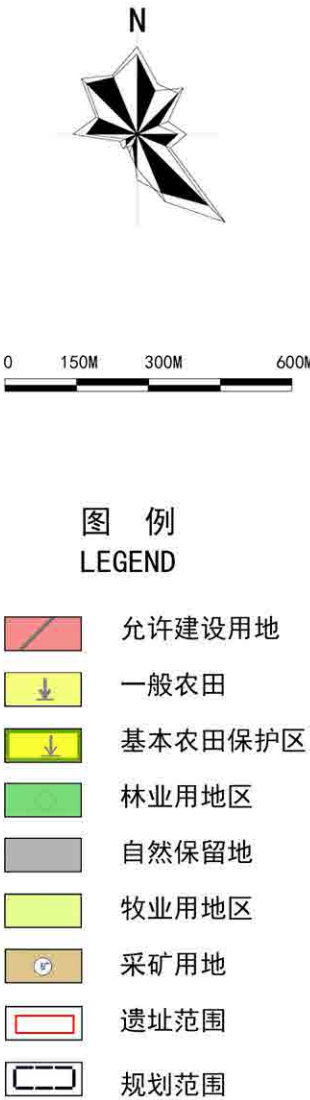 N
0 150M 300M 600M
图 例
LEGEND
允许建设用地
一般农田
基本农田保护区
林业用地区
自然保留地
牧业用地区
采矿用地
遗址范围
规划范围